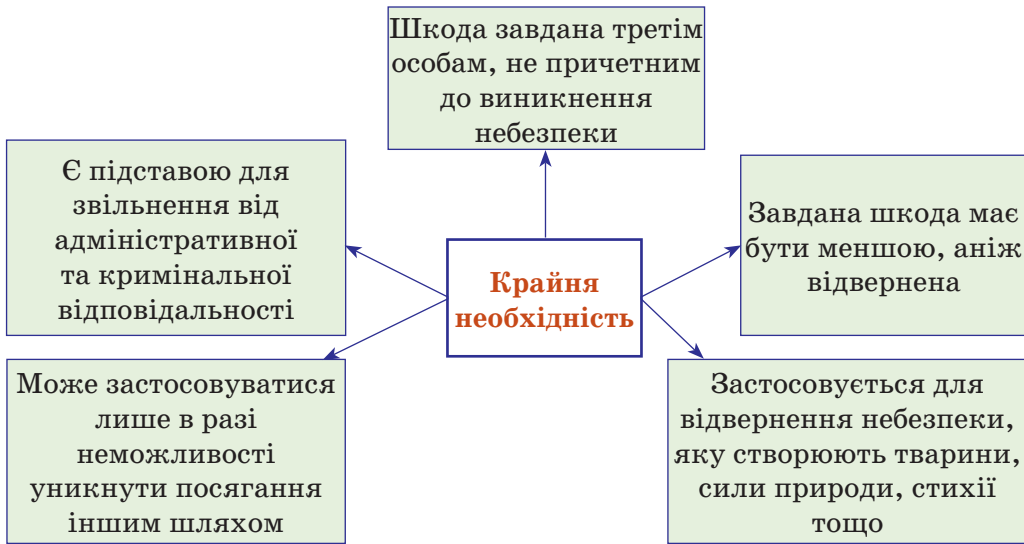 Шкода завдана третім
особам, не причетним
до виникнення
небезпеки
Є підставою для
звільнення від
адміністративної
та кримінальної
відповідальності
Завдана шкода має
бути меншою, аніж
відвернена
Крайня
необхідність
Може застосовуватися
лише в разі
неможливості
уникнути посягання
іншим шляхом
Застосовується для
відвернення небезпеки,
яку створюють тварини,
сили природи, стихії
тощо